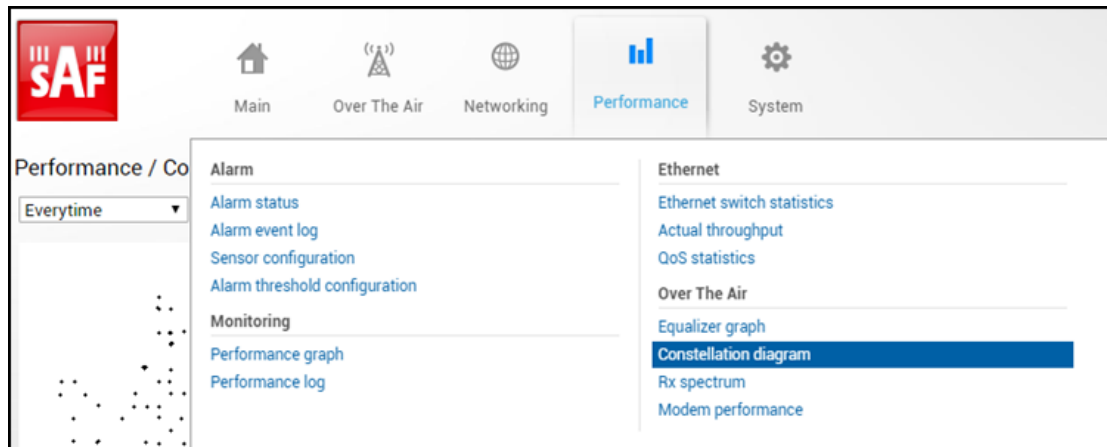 SAF
Main
Over The Air
Networking
Performance
System
Performance / Co
Everytime
Alarm
Alarm status
Alarm event log
Sensor configuration
Alarm threshold configuration
Monitoring
Performance graph
Performance log
Ethernet
Ethernet switch statistics
Actual throughput
QoS statistics
Over The Air
Equalizer graph
Constellation diagram
Rx spectrum
Modem performance